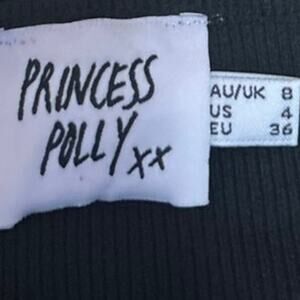 PRINCESS
POLLY xx
AU/UK 8
US 4
EU 36